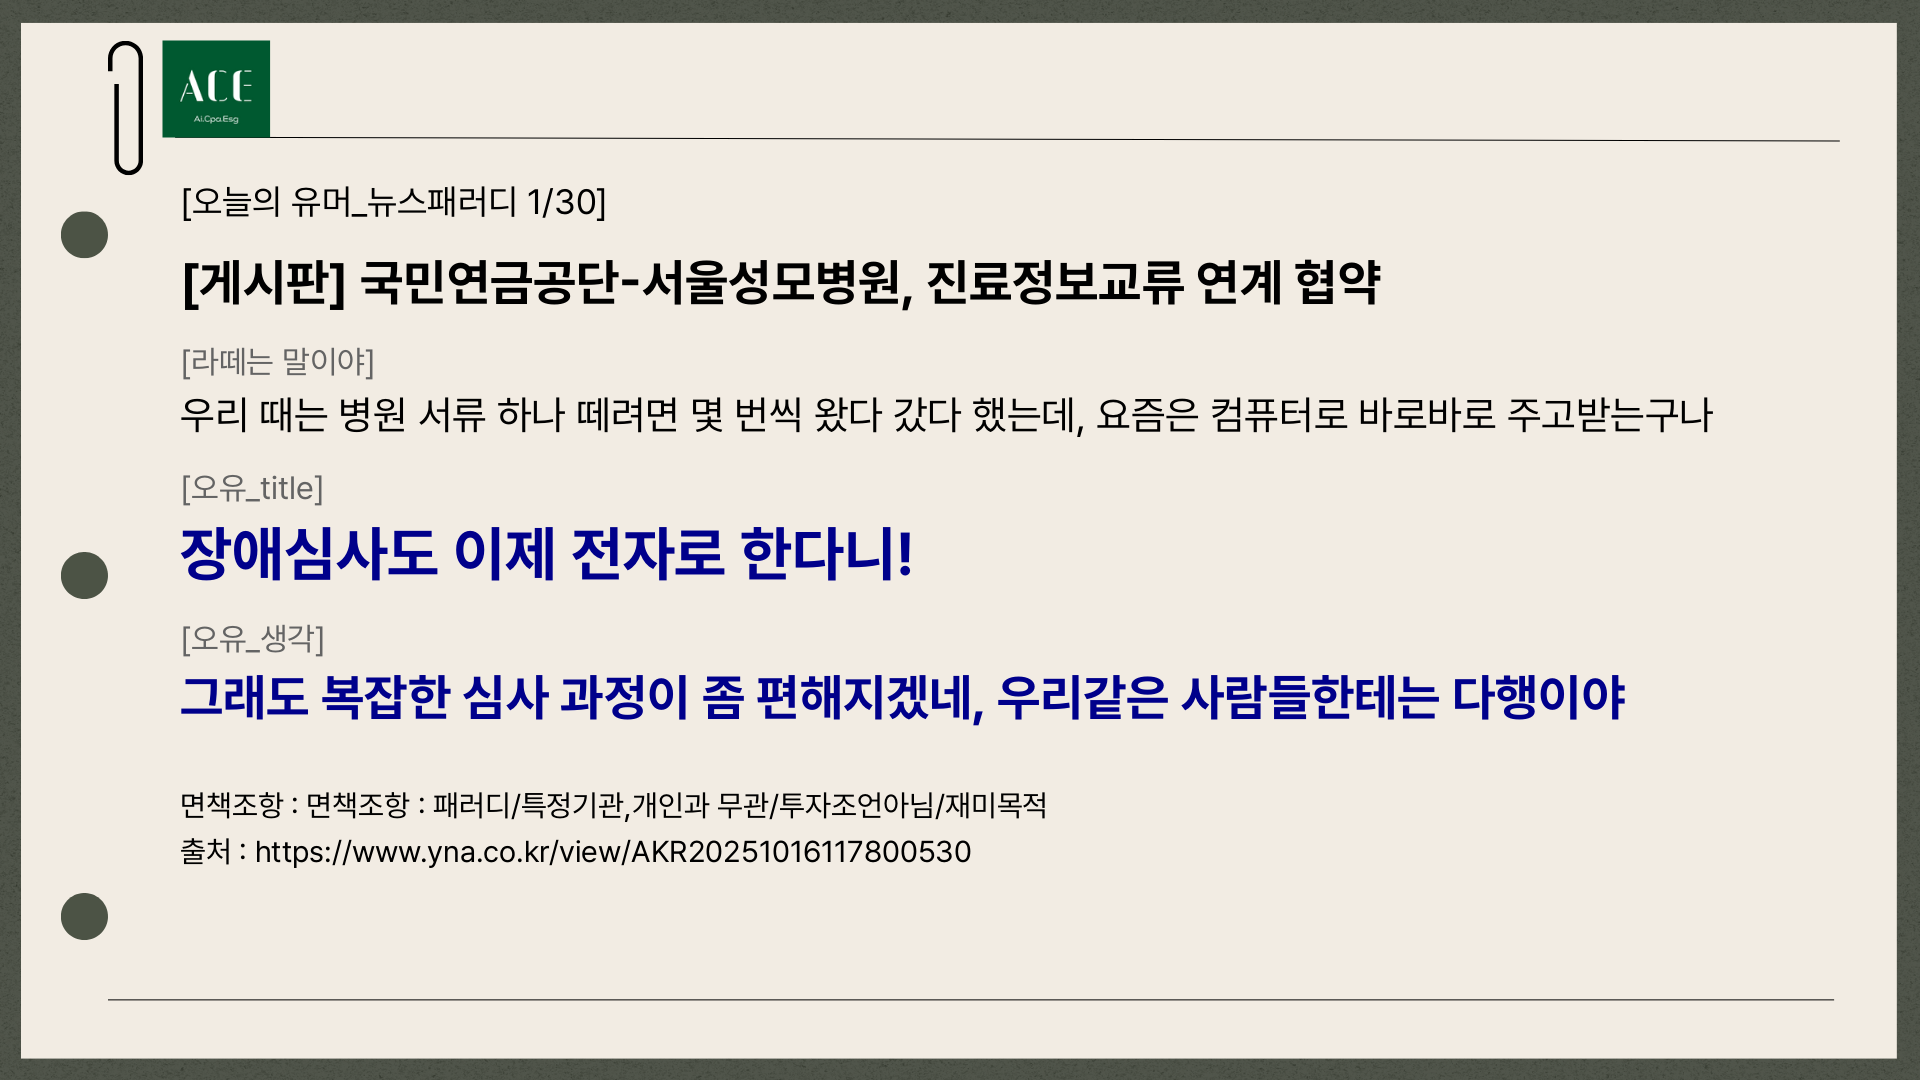 ACE
Ai.Cpa.Esg
[오늘의 유머_뉴스패러디 1/30]
[게시판] 국민연금공단-서울성모병원, 진료정보교류 연계 협약
[라떼는 말이야]
우리 때는 병원 서류 하나 떼려면 몇 번씩 왔다 갔다 했는데, 요즘은 컴퓨터로 바로바로 주고받는구나
[오유_title]
장애심사도 이제 전자로 한다니!
[오유_생각]
그래도 복잡한 심사 과정이 좀 편해지겠네, 우리같은 사람들한테는 다행이야
면책조항 : 면책조항 : 패러디/특정기관,개인과 무관/투자조언아님/재미목적
출처 : https://www.yna.co.kr/view/AKR20251016117800530